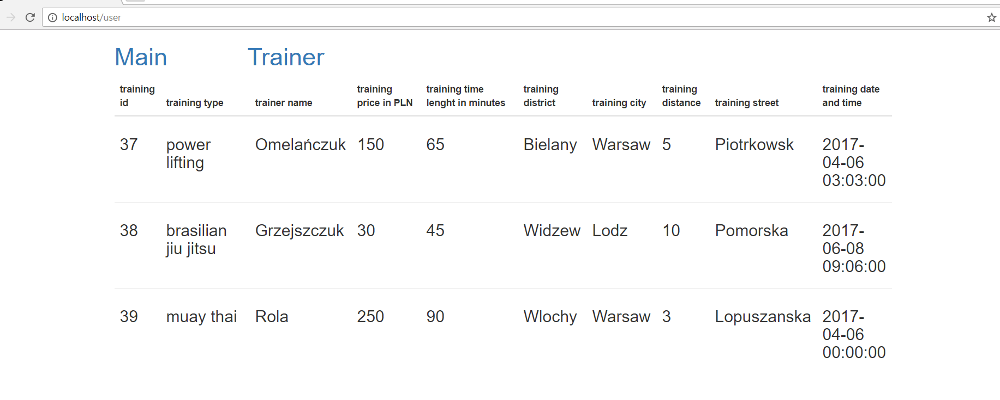 localhost/user
Main Trainer
training id training type trainer name training price in PLN training time lenght in minutes training district training city training distance training street training date and time
37 power lifting Omelańczuk 150 65 Bielany Warsaw 5 Piotrkowsk 2017-04-06 03:03:00
38 brasilian jiu jitsu Grzejszczuk 30 45 Widzew Lodz 10 Pomorska 2017-06-08 09:06:00
39 muay thai Rola 250 90 Wlochy Warsaw 3 Lopuszanska 2017-04-06 00:00:00